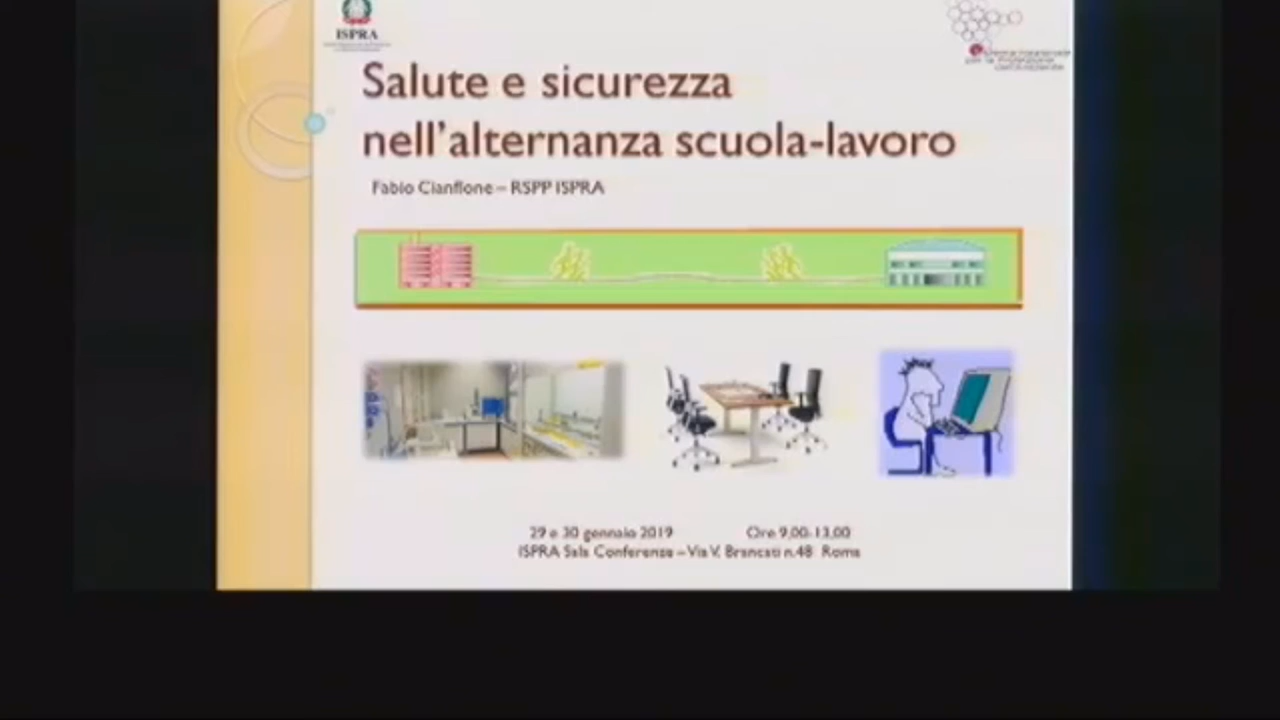 ISPRA
Salute e sicurezza
nell'alternanza scuola-lavoro
Fabio Cianflone – RSPP ISPRA
29 e 30 gennaio 2019 Ore 9,00-13,00
ISPRA Sala Conferenze – Via V. Brancati n.48 Roma